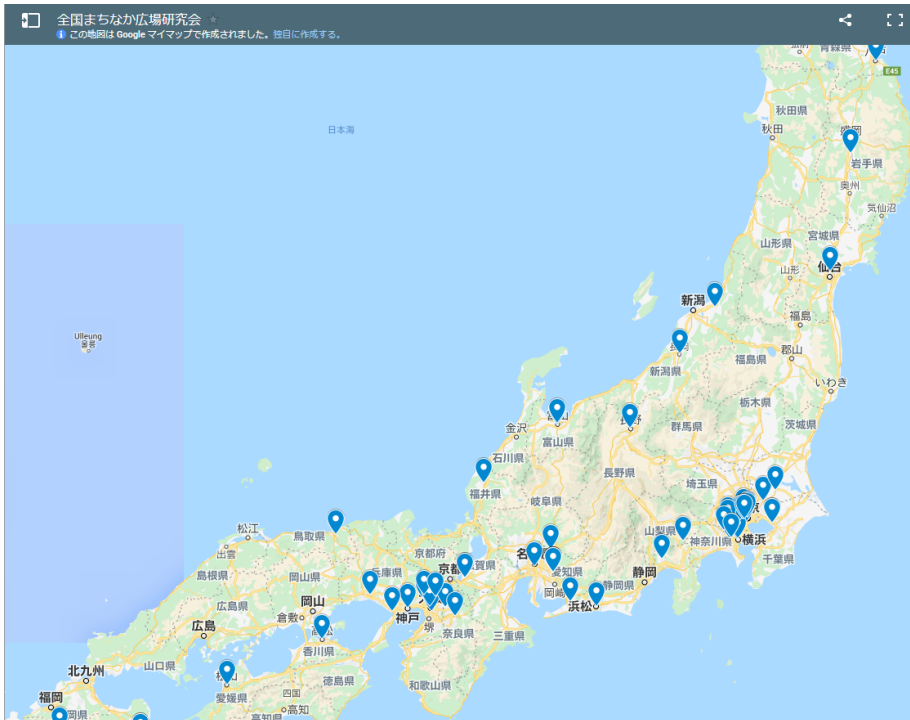 全国まちなか広場研究会
この地図は Google マイマップで作成されました。独自に作成する。
青森県
E45
日本海
秋田県
秋田
盛岡
岩手県
奥州
気仙沼
宮城県
山形県
山形
仙台
新潟
福島
Ulleung
울릉
郡山
福島県
新潟県
いわき
栃木県
金沢
富山県
群馬県
茨城県
石川県
長野県
埼玉県
福井県
岐阜県
松江
鳥取県
山梨県
神奈川県
横浜
出雲
京都府
千葉県
島根県
岡山県
兵庫県
愛知県
静岡
岡崎
静岡県
広島県
岡山
浜松
倉敷
神戸
広島
堺
奈良県
三重県
香川県
山口県
北九州
徳島県
和歌山県
愛媛県
四国
福岡
高知
高知県